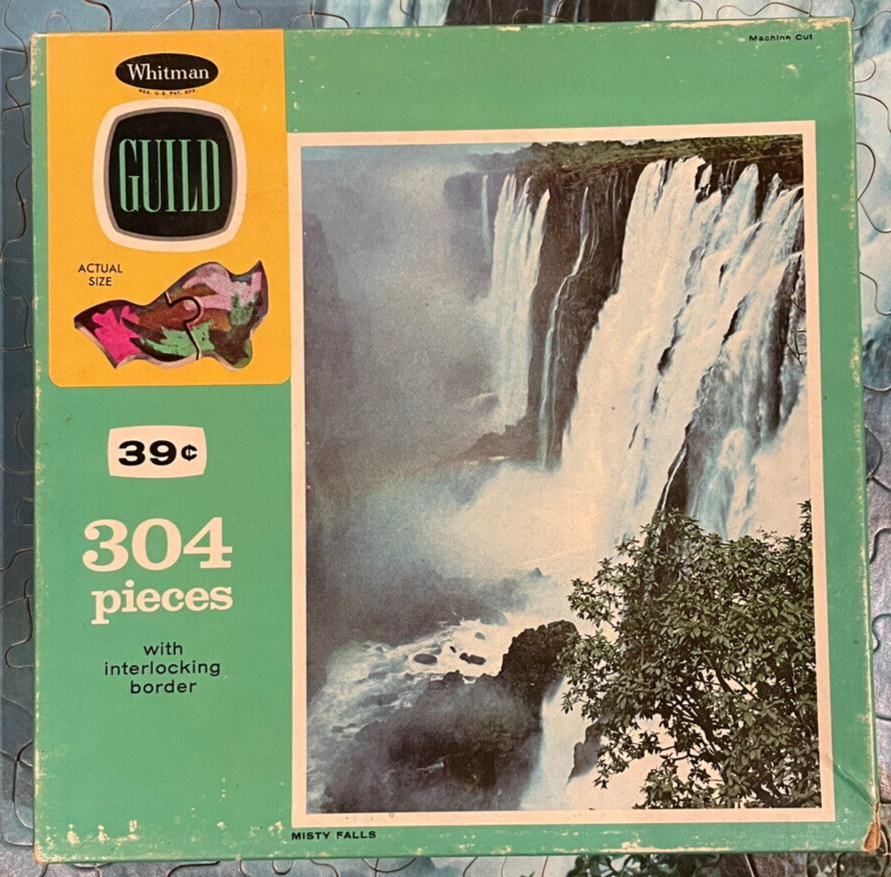 Machine Cut
Whitman
REG. U.S. PAT. OFF.
GUILD
ACTUAL
SIZE
39¢
304
pieces
with
interlocking
border
MISTY FALLS